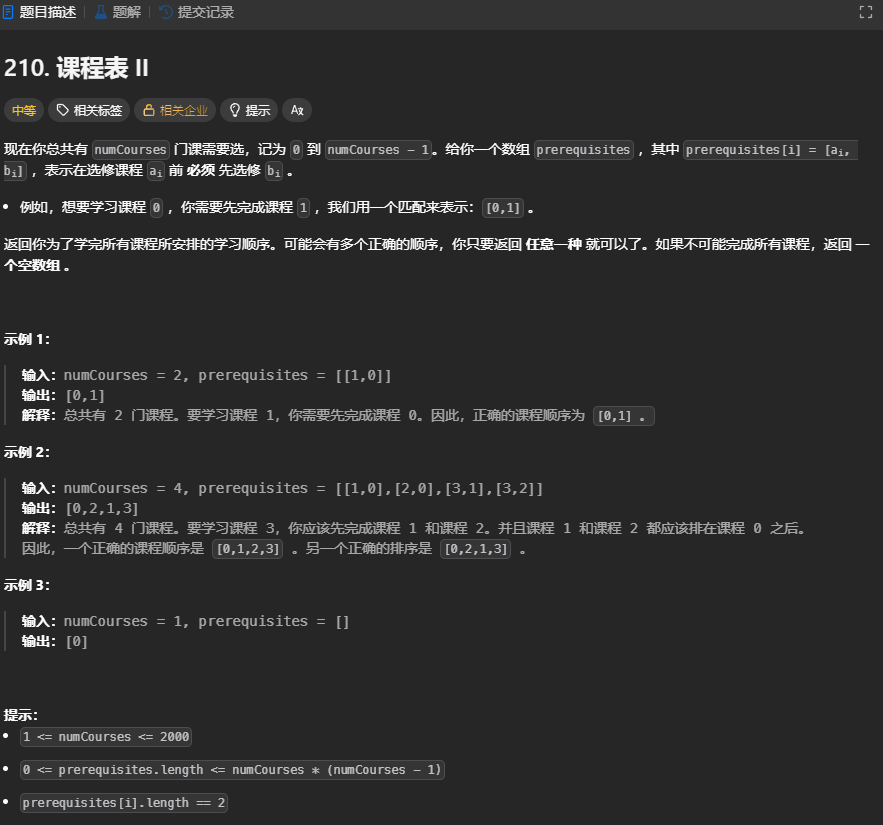 题目描述 题解 提交记录
210. 课程表 II
中等 相关标签 相关企业 提示 Aあ
现在你总共有 numCourses 门课需要选，记为 0 到 numCourses - 1。给你一个数组 prerequisites ，其中 prerequisites[i] = [ai,
bi] ，表示在选修课程 ai 前 必须 先选修 bi 。
• 例如，想要学习课程 0 ，你需要先完成课程 1 ，我们用一个匹配来表示：[0,1] 。
返回你为了学完所有课程所安排的学习顺序。可能会有多个正确的顺序，你只要返回 任意一种 就可以了。如果不可能完成所有课程，返回 一
个空数组 。
示例 1：
输入：numCourses = 2, prerequisites = [[1,0]]
输出：[0,1]
解释：总共有 2 门课程。要学习课程 1，你需要先完成课程 0。因此，正确的课程顺序为 [0,1] 。
示例 2：
输入：numCourses = 4, prerequisites = [[1,0],[2,0],[3,1],[3,2]]
输出：[0,2,1,3]
解释：总共有 4 门课程。要学习课程 3，你应该先完成课程 1 和课程 2。并且课程 1 和课程 2 都应该排在课程 0 之后。
因此，一个正确的课程顺序是 [0,1,2,3] 。另一个正确的排序是 [0,2,1,3] 。
示例 3：
输入：numCourses = 1, prerequisites = []
输出：[0]
提示：
• 1 <= numCourses <= 2000
• 0 <= prerequisites.length <= numCourses * (numCourses - 1)
• prerequisites[i].length == 2